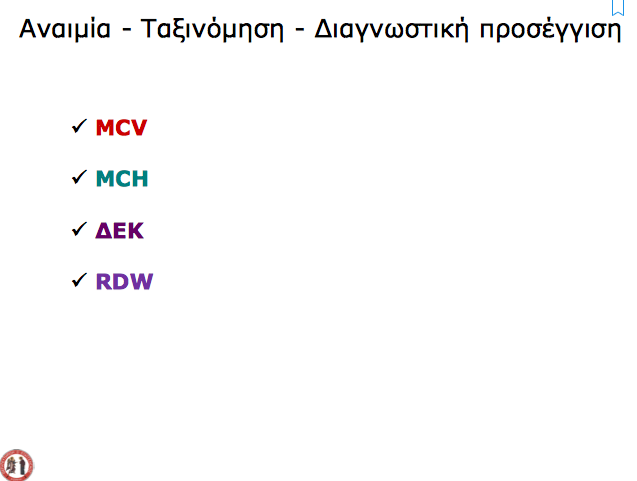 Αναιμία - Ταξινόμηση - Διαγνωστική προσέγγιση
✓ MCV
✓ MCH
✓ ΔΕΚ
✓ RDW